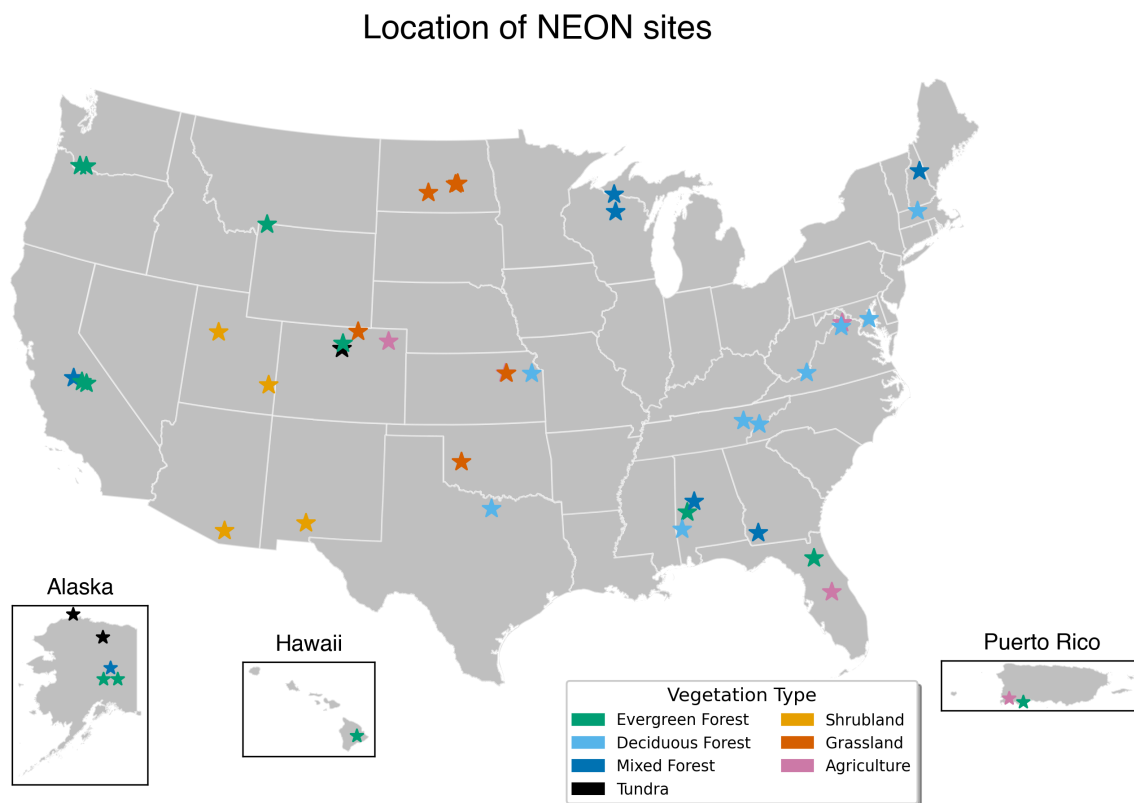 Location of NEON sites
Alaska
Hawaii
Puerto Rico
Vegetation Type
Evergreen Forest
Deciduous Forest
Mixed Forest
Tundra
Shrubland
Grassland
Agriculture